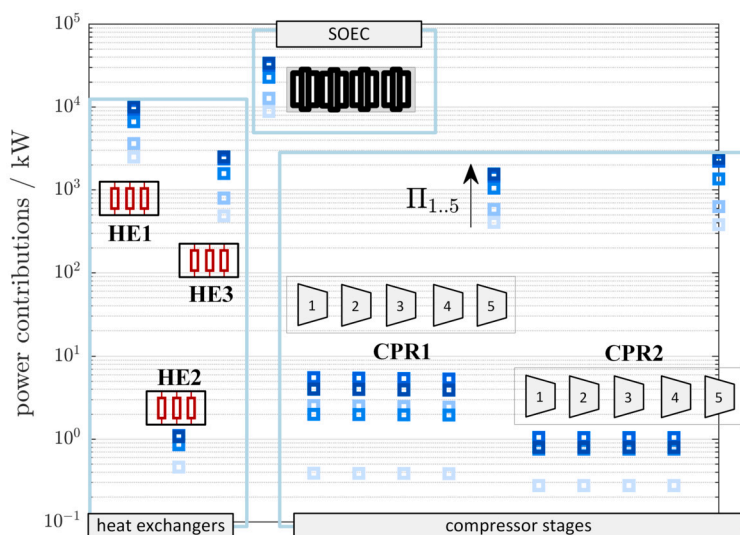 10^5
SOEC
10^4
10^3
Π1..5
HE1
HE3
10^2
power contributions / kW
1 2 3 4 5
10^1
CPR1
CPR2
HE2
1 2 3 4 5
10^0
10^−1
heat exchangers
compressor stages